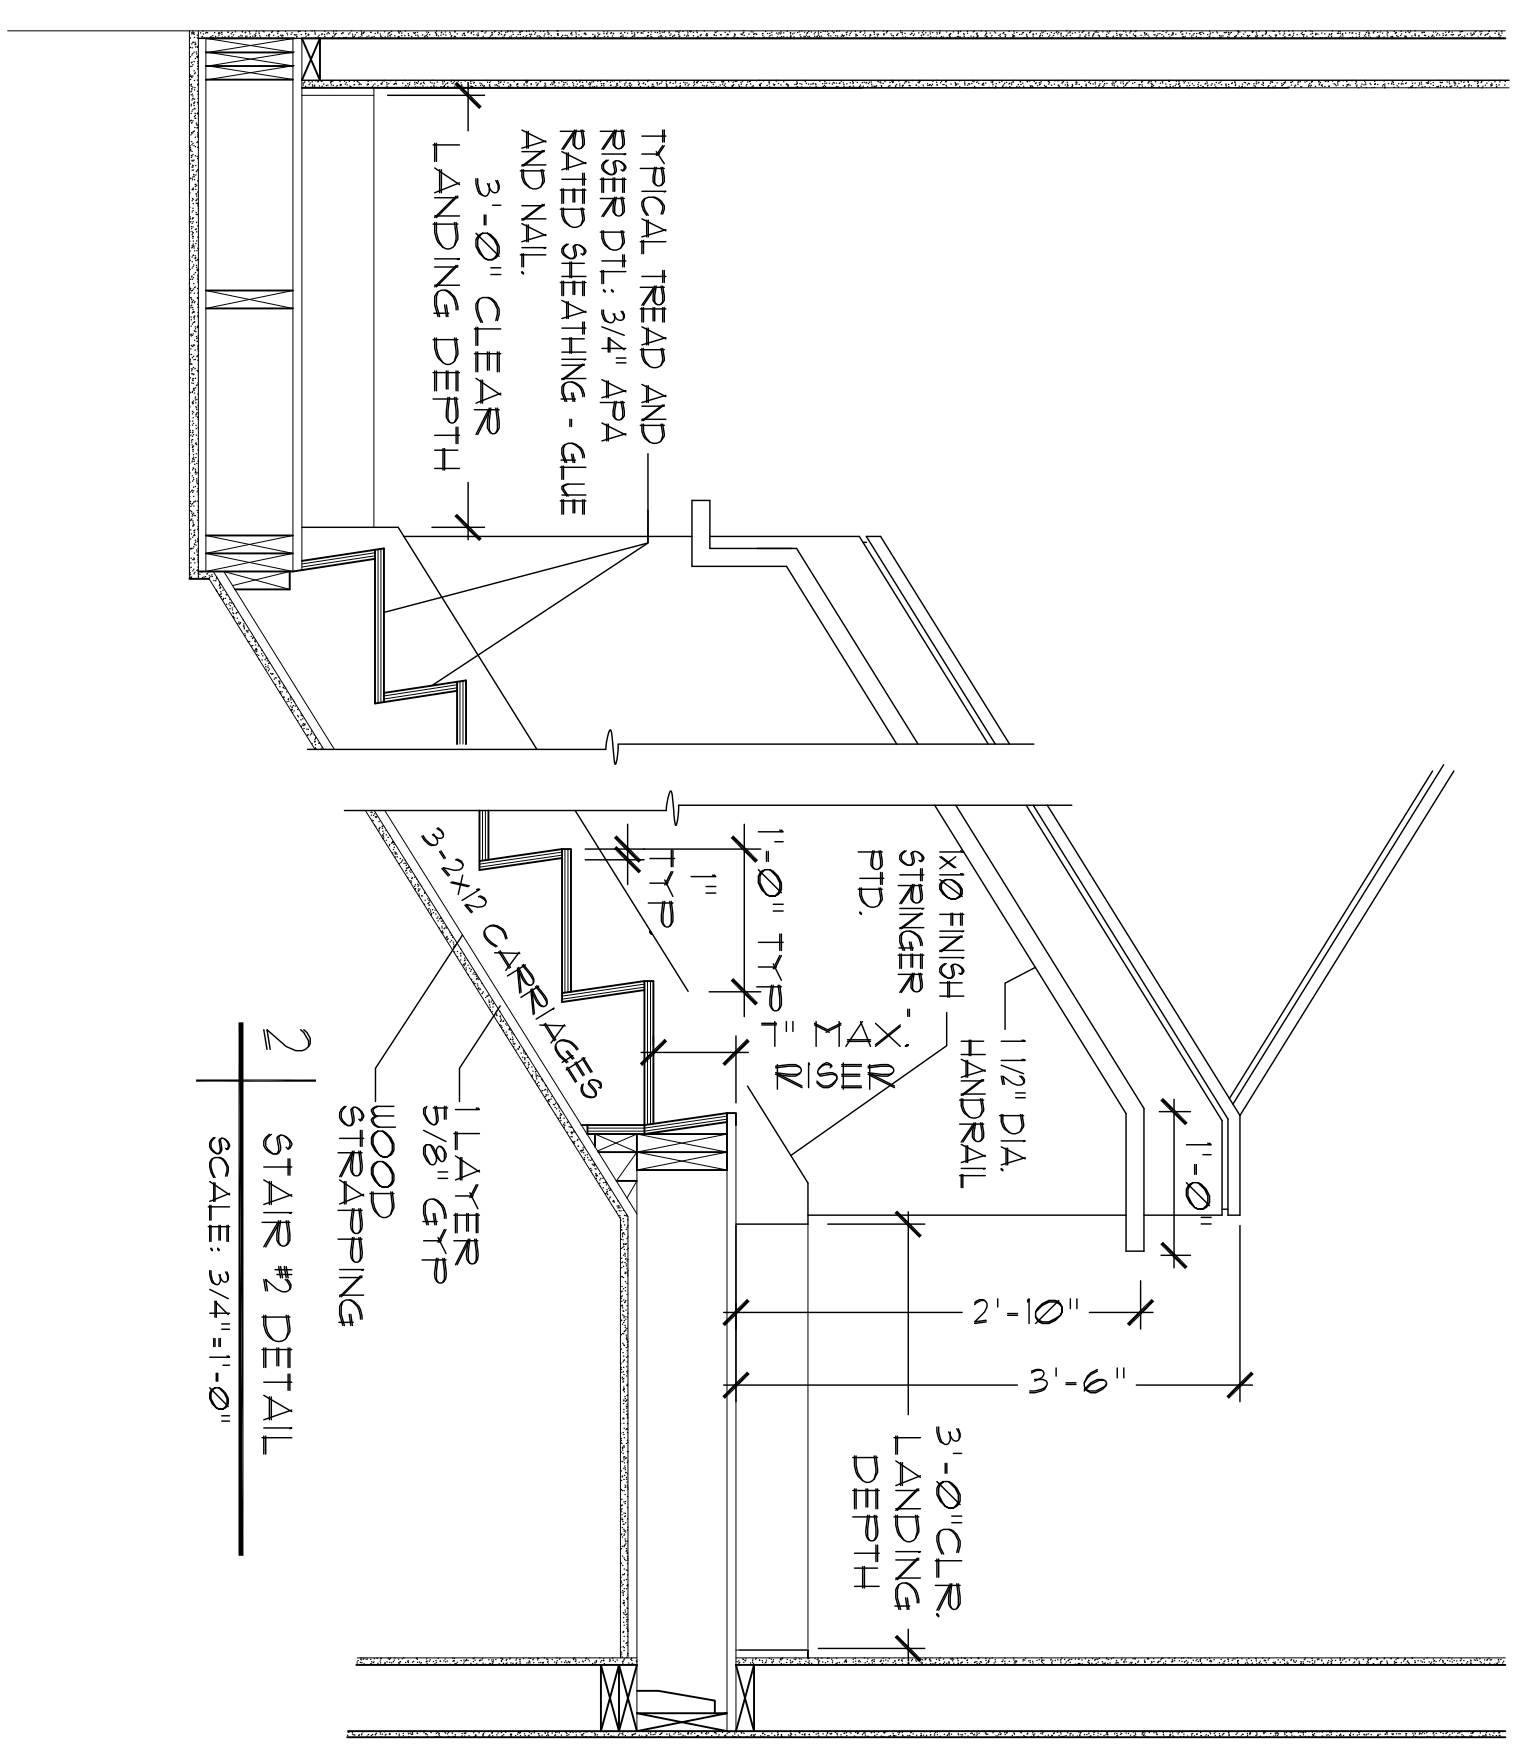 TYPICAL TREAD AND
RISER DTL: 3/4" APA
RATED SHEATHING - GLUE
AND NAIL.
3'-0" CLEAR
LANDING DEPTH
1'-0" TYP
1"
TYP
1x10 FINISH
STRINGER -
PTD.
7" MAX.
RISER
1 1/2" DIA.
HANDRAIL
1'-0"
2'-10"
3'-6"
3'-0"CLR.
LANDING
DEPTH
3-2x12 CARRIAGES
1 LAYER
5/8" GYP
WOOD
STRAPPING
2
STAIR #2 DETAIL
SCALE: 3/4"=1'-0"